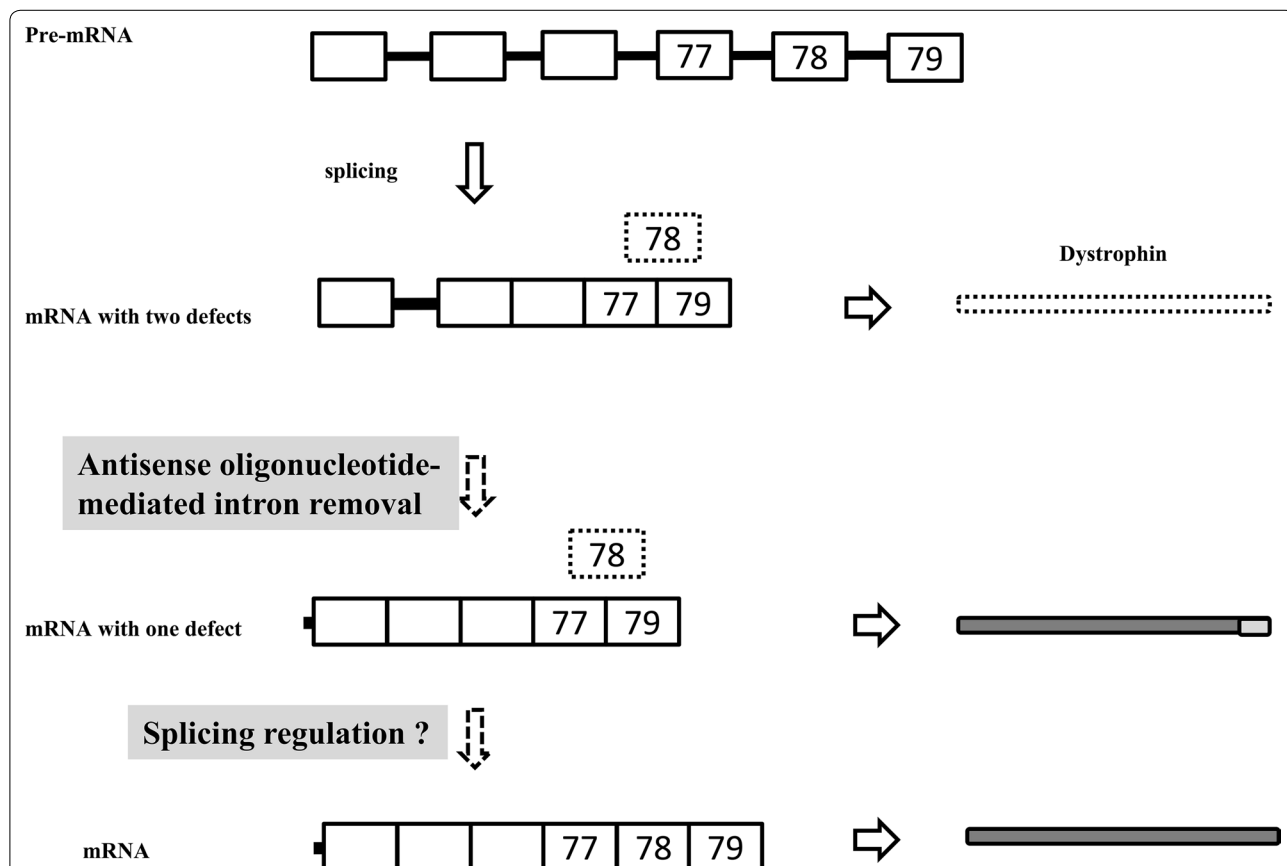 Pre-mRNA
77 78 79
splicing
78
Dystrophin
mRNA with two defects
77 79
Antisense oligonucleotide-
mediated intron removal
78
mRNA with one defect
77 79
Splicing regulation ?
mRNA
77 78 79